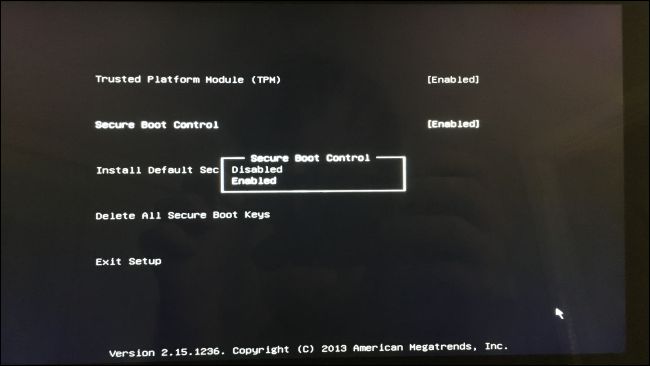 Trusted Platform Module (TPM) [Enabled]
Secure Boot Control [Enabled]
Secure Boot Control
Install Default Sec
Disabled
Enabled
Delete All Secure Boot Keys
Exit Setup
Version 2.15.1236. Copyright (C) 2013 American Megatrends, Inc.